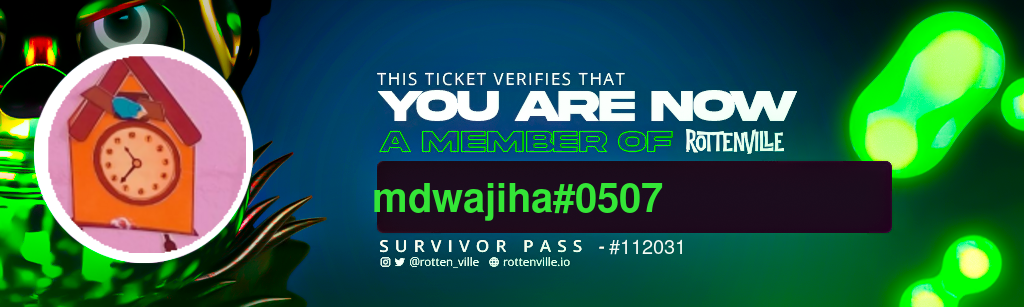 THIS TICKET VERIFIES THAT
YOU ARE NOW
A MEMBER OF ROTTENVILLE
mdwajiha#0507
SURVIVOR PASS - #112031
@rotten_ville rottenville.io